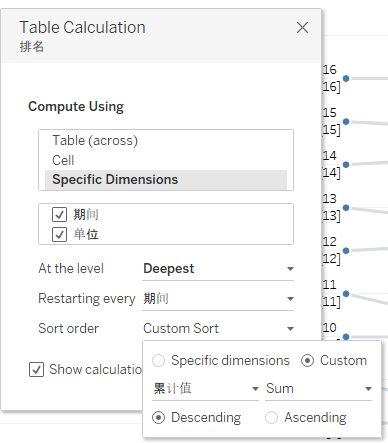 Table Calculation
排名
Compute Using
Table (across)
Cell
Specific Dimensions
期间
单位
At the level Deepest
Restarting every 期间
Sort order Custom Sort
Specific dimensions Custom
Show calculatio
累计值 Sum
Descending Ascending
16
16]
15
15]
14
14]
13
13]
12
12]
11
11]
10
10]